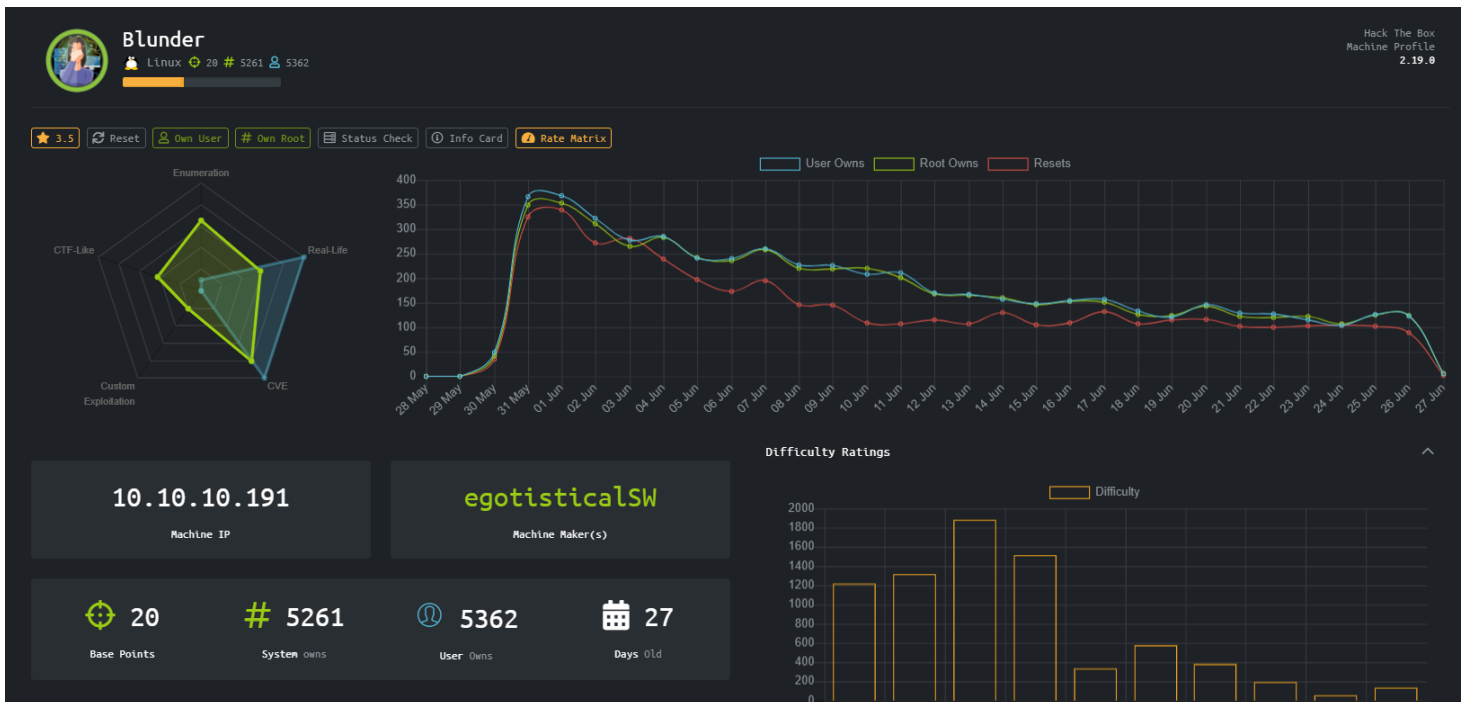 Blunder
Linux 20 # 5261 5362
Hack The Box
Machine Profile
2.19.0
3.5 Reset Own User # Own Root Status Check Info Card Rate Matrix
Enumeration
CTF-Like
Real-Life
Custom
Exploitation
CVE
User Owns Root Owns Resets
400
350
300
250
200
150
100
50
0
28 May 29 May 30 May 31 May 01 Jun 02 Jun 03 Jun 04 Jun 05 Jun 06 Jun 07 Jun 08 Jun 09 Jun 10 Jun 11 Jun 12 Jun 13 Jun 14 Jun 15 Jun 16 Jun 17 Jun 18 Jun 19 Jun 20 Jun 21 Jun 22 Jun 23 Jun 24 Jun 25 Jun 26 Jun 27 Jun
10.10.10.191
Machine IP
egotisticalSW
Machine Maker(s)
20
Base Points
# 5261
System owns
5362
User Owns
27
Days Old
Difficulty Ratings
Difficulty
2000
1800
1600
1400
1200
1000
800
600
400
200
0